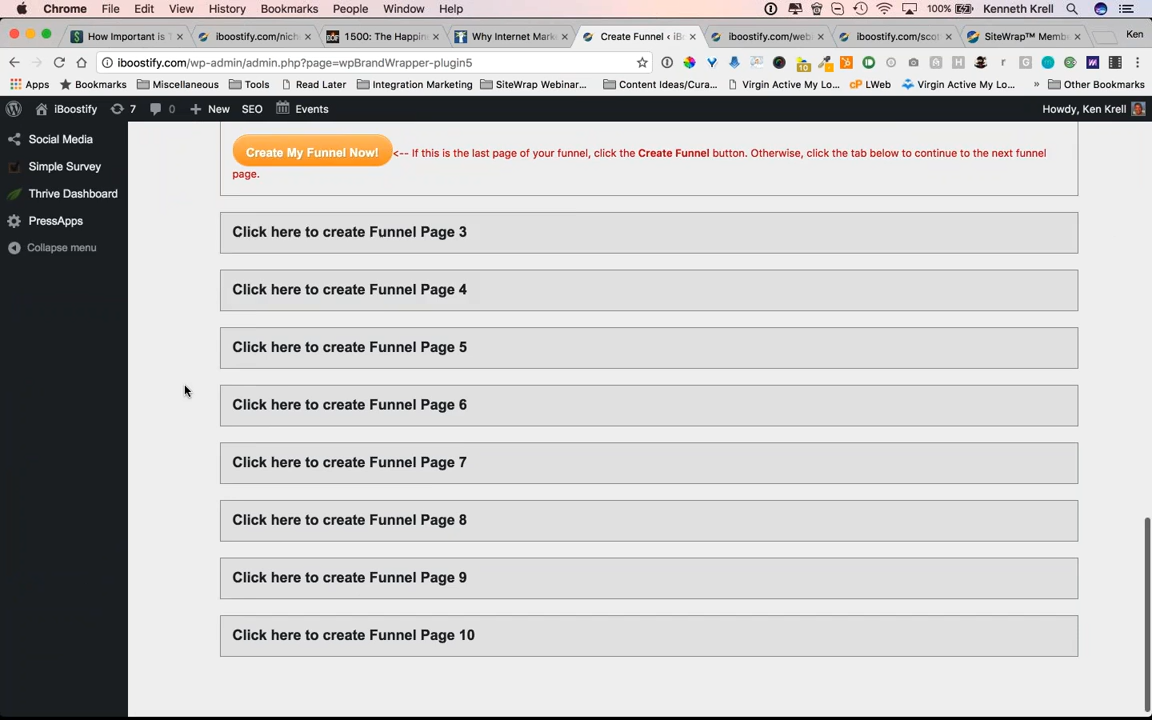 Chrome File Edit View History Bookmarks People Window Help 100% Kenneth Krell
How Important is T iboostify.com/nich 1500: The Happin Why Internet Mark Create Funnel ‹ iBo iboostify.com/web iboostify.com/sco SiteWrap™ Memb Ken
iboostify.com/wp-admin/admin.php?page=wpBrandWrapper-plugin5
Apps Bookmarks Miscellaneous Tools Read Later Integration Marketing SiteWrap Webinar... Content Ideas/Cura... Virgin Active My Lo... LWeb Virgin Active My Lo... » Other Bookmarks
iBoostify 7 0 + New SEO Events Howdy, Ken Krell
Social Media
Simple Survey
Thrive Dashboard
PressApps
Collapse menu
Create My Funnel Now! <-- If this is the last page of your funnel, click the Create Funnel button. Otherwise, click the tab below to continue to the next funnel
page.
Click here to create Funnel Page 3
Click here to create Funnel Page 4
Click here to create Funnel Page 5
Click here to create Funnel Page 6
Click here to create Funnel Page 7
Click here to create Funnel Page 8
Click here to create Funnel Page 9
Click here to create Funnel Page 10